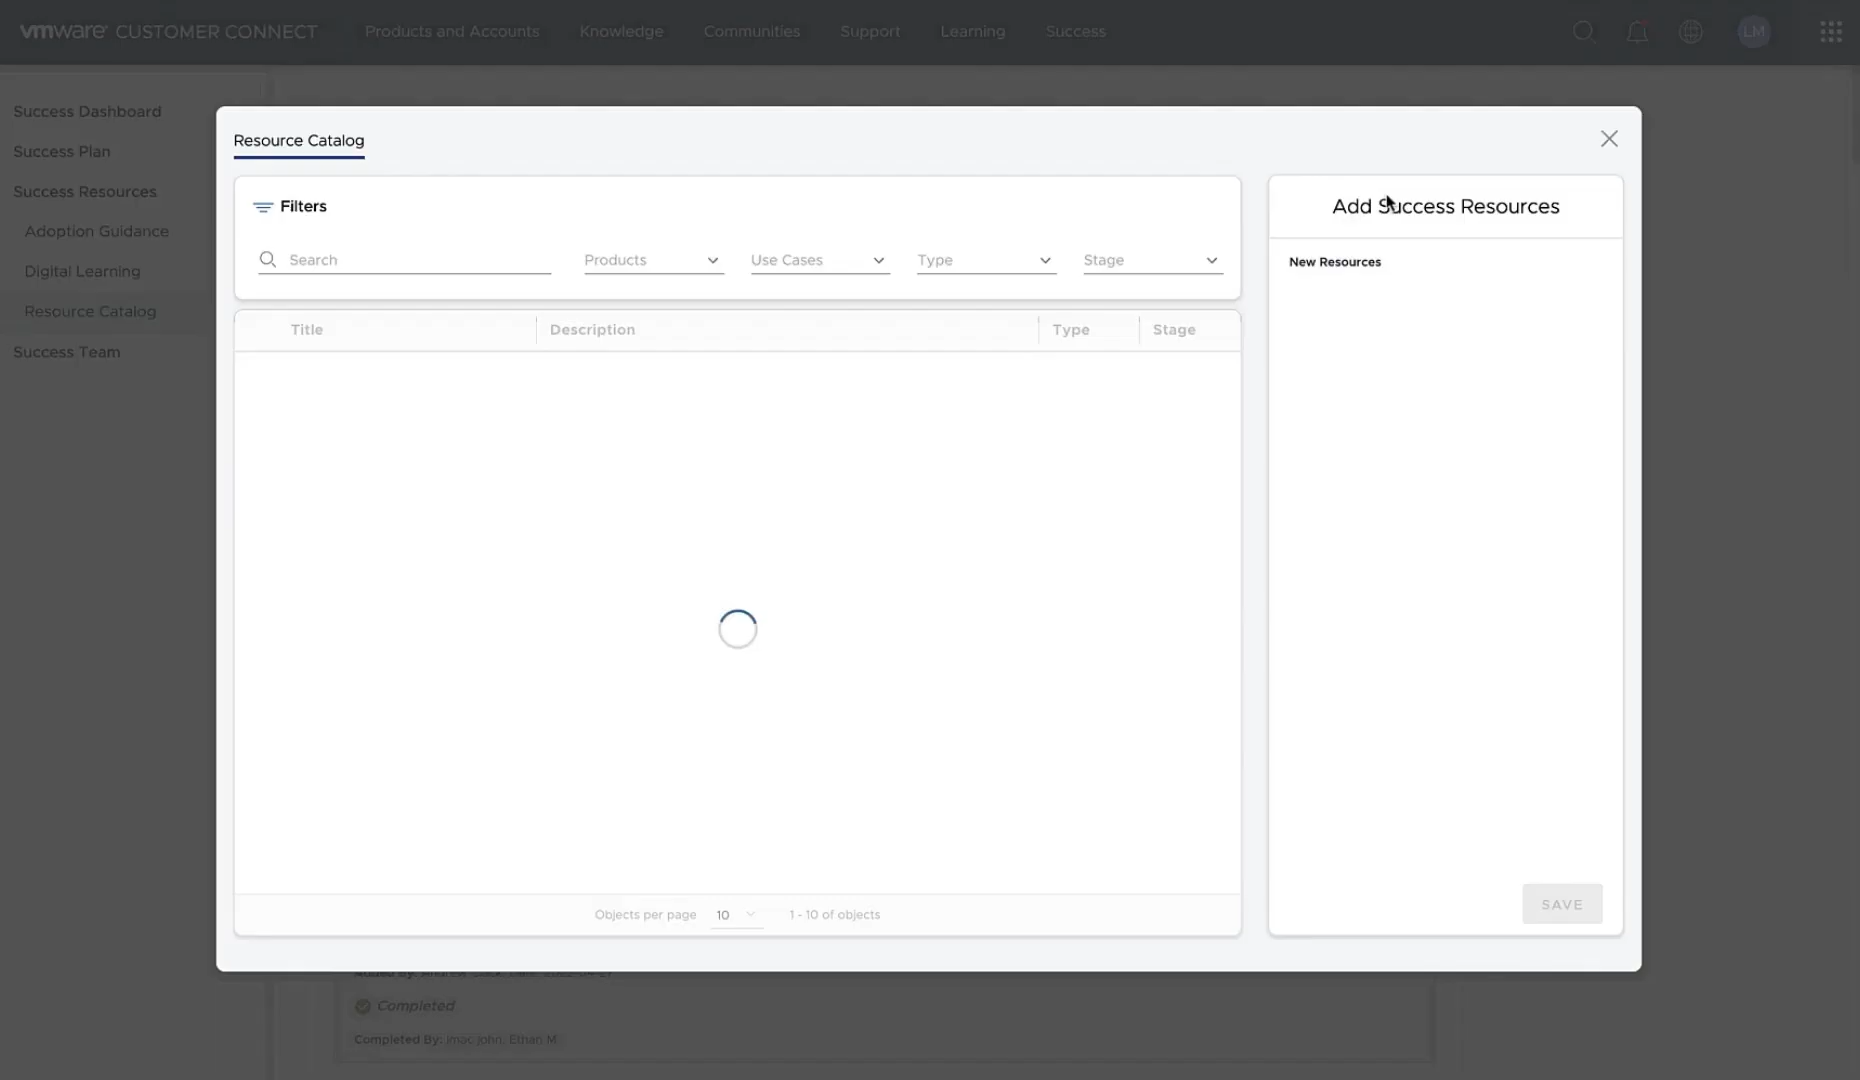 vmware® CUSTOMER CONNECT Products and Accounts Knowledge Communities Support Learning Success LM
Success Dashboard
Success Plan
Success Resources
Adoption Guidance
Digital Learning
Resource Catalog
Success Team
Resource Catalog
Filters
Search Products Use Cases Type Stage
Title Description Type Stage
Objects per page 10 1 - 10 of objects
Add Success Resources
New Resources
SAVE
Completed
Completed By: imac john, Ethan M